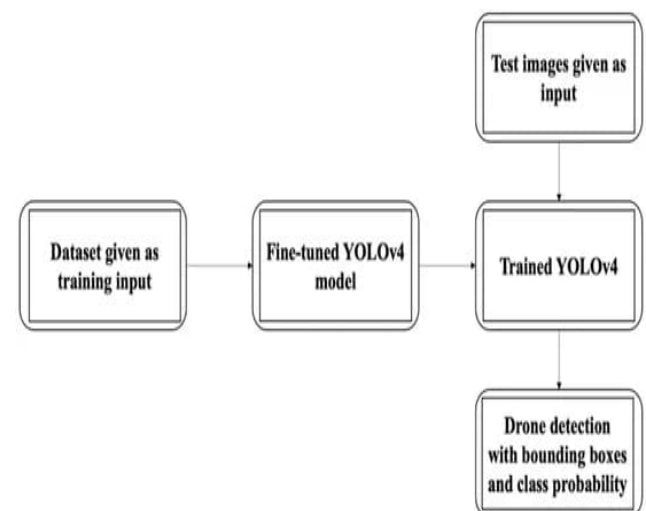 Test images given as
input
Dataset given as
training input
Fine-tuned YOLOv4
model
Trained YOLOv4
Drone detection
with bounding boxes
and class probability